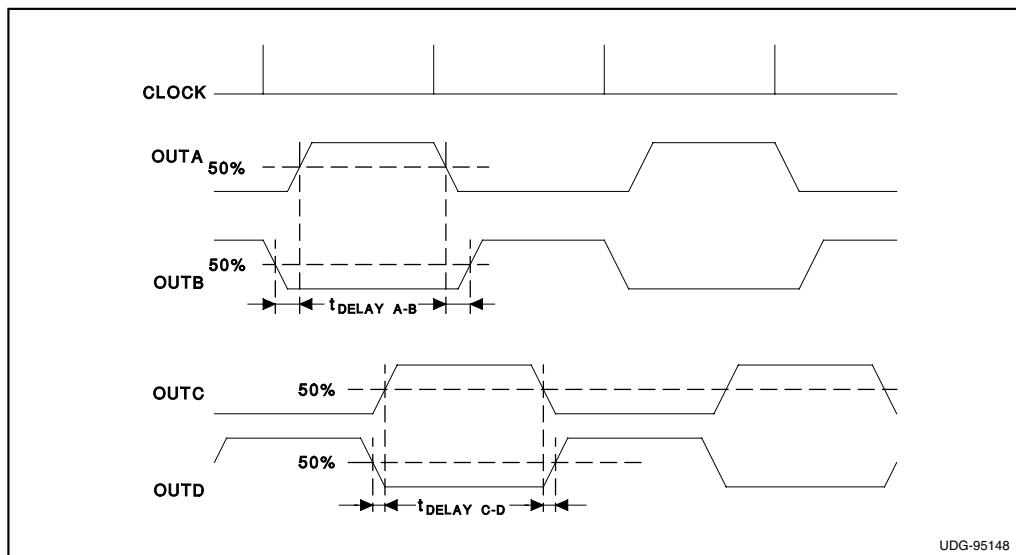 CLOCK
OUTA
50%
50%
OUTB
tDELAY A-B
OUTC
50%
50%
OUTD
tDELAY C-D
UDG-95148